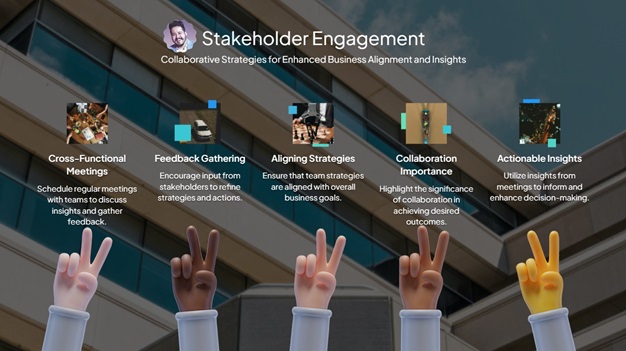 Stakeholder Engagement
Collaborative Strategies for Enhanced Business Alignment and Insights
Cross-Functional
Meetings
Schedule regular meetings
with teams to discuss
insights and gather
feedback.
Feedback Gathering
Encourage input from
stakeholders to refine
strategies and actions.
Aligning Strategies
Ensure that team strategies
are aligned with overall
business goals.
Collaboration
Importance
Highlight the significance
of collaboration in
achieving desired
outcomes.
Actionable Insights
Utilize insights from
meetings to inform and
enhance decision-making.